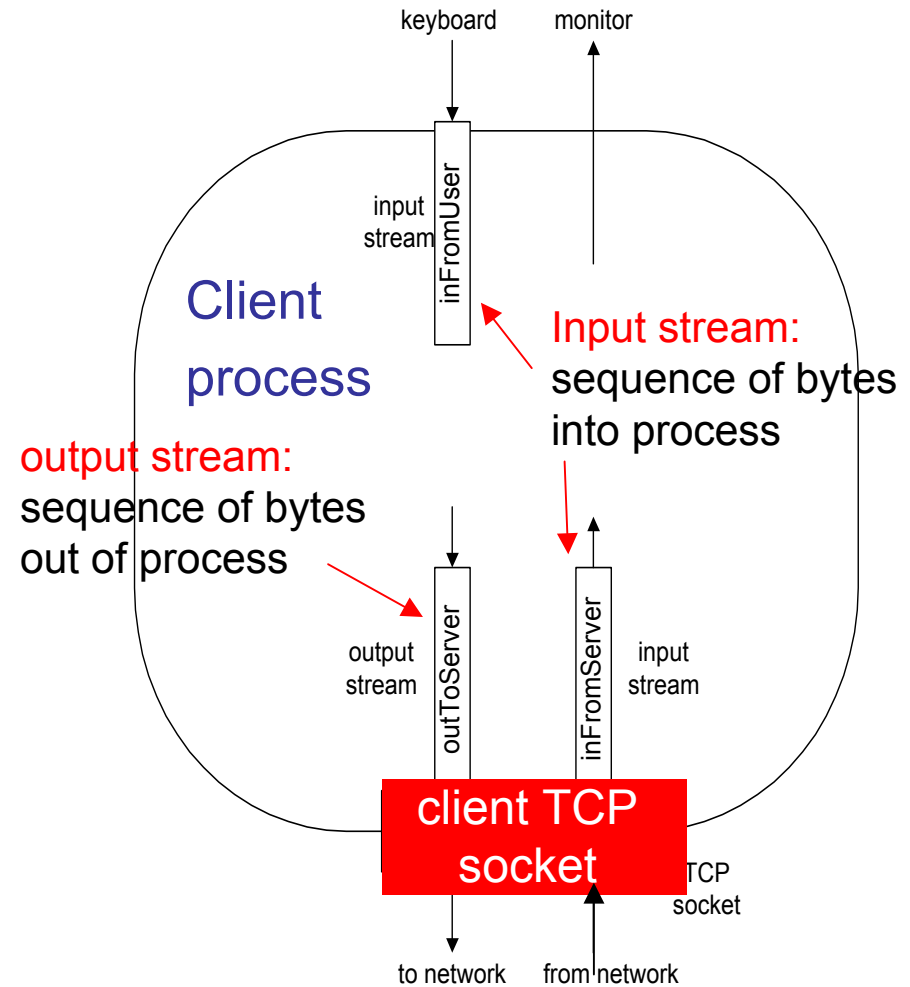 keyboard
monitor
input
stream
inFromUser
Client
process
Input stream:
sequence of bytes
into process
output stream:
sequence of bytes
out of process
output
stream
outToServer
inFromServer
input
stream
client TCP
socket
TCP
socket
to network
from network